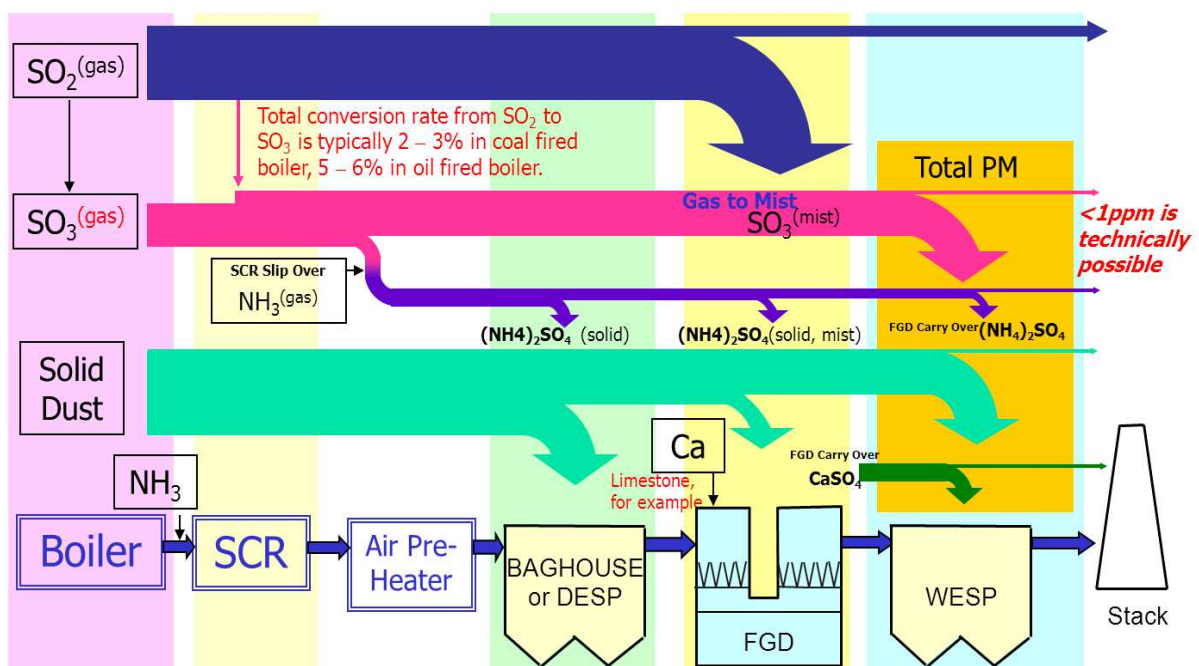 SO₂(gas)
Total conversion rate from SO₂ to
SO₃ is typically 2 – 3% in coal fired
boiler, 5 – 6% in oil fired boiler.
Total PM
SO₃(gas)
Gas to Mist
SO₃(mist)
<1ppm is
technically
possible
SCR Slip Over
NH₃(gas)
(NH4)₂SO₄ (solid)
(NH4)₂SO₄(solid, mist)
FGD Carry Over(NH₄)₂SO₄
Solid
Dust
Ca
FGD Carry Over
CaSO₄
Limestone,
for example
NH₃
Boiler
SCR
Air Pre-
Heater
BAGHOUSE
or DESP
FGD
WESP
Stack